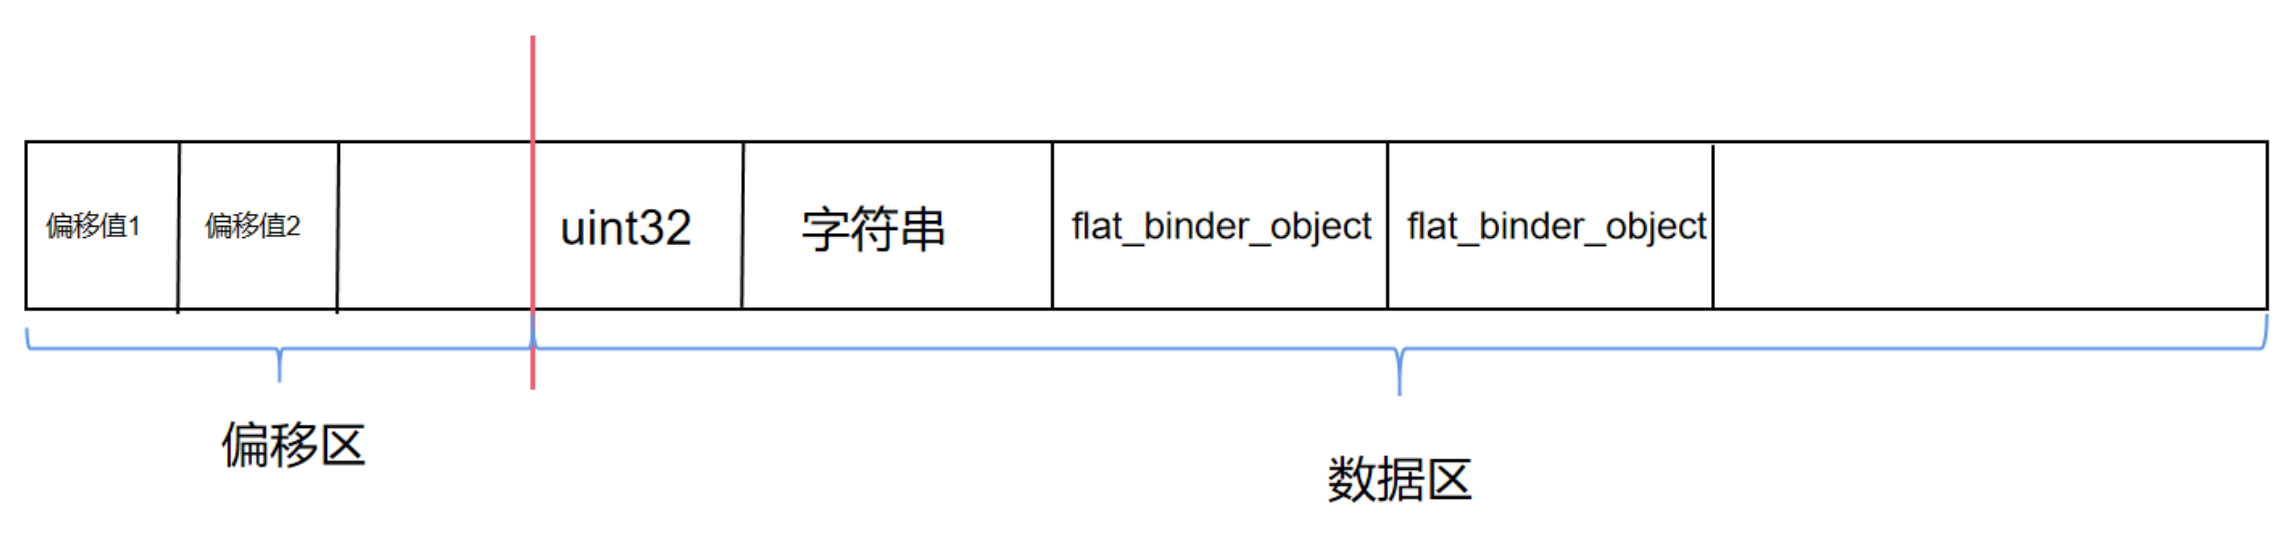 偏移值1
偏移值2
uint32
字符串
flat_binder_object
flat_binder_object
偏移区
数据区